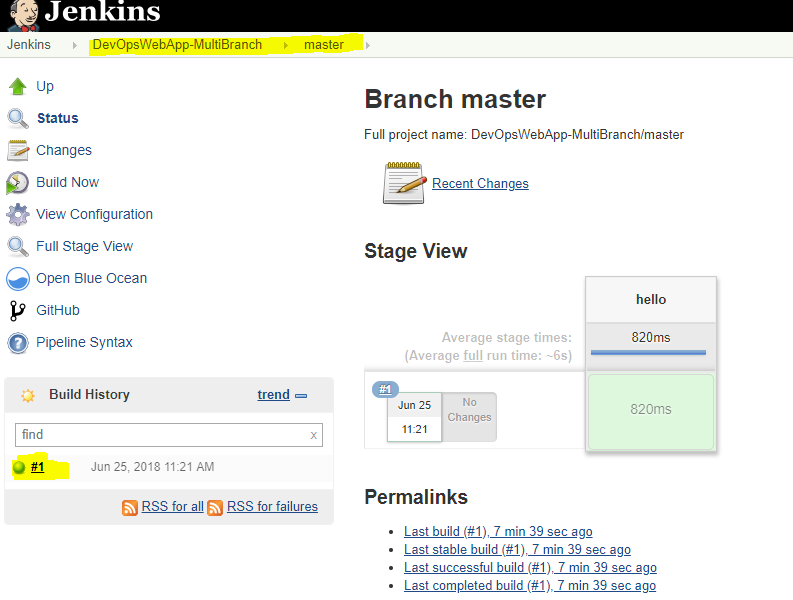 Jenkins
Jenkins DevOpsWebApp-MultiBranch master
Up
Status
Changes
Build Now
View Configuration
Full Stage View
Open Blue Ocean
GitHub
Pipeline Syntax
Build History trend
find x
#1 Jun 25, 2018 11:21 AM
RSS for all RSS for failures
Branch master
Full project name: DevOpsWebApp-MultiBranch/master
Recent Changes
Stage View
hello
Average stage times: 820ms
(Average full run time: ~6s)
#1
Jun 25
11:21
No
Changes
820ms
Permalinks
Last build (#1), 7 min 39 sec ago
Last stable build (#1), 7 min 39 sec ago
Last successful build (#1), 7 min 39 sec ago
Last completed build (#1), 7 min 39 sec ago